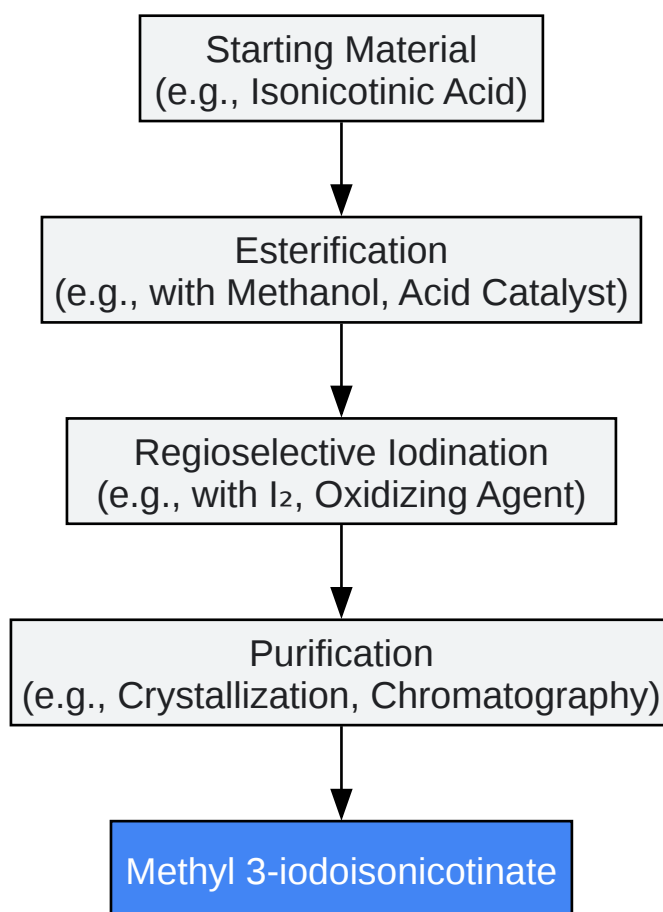 Starting Material
(e.g., Isonicotinic Acid)
Esterification
(e.g., with Methanol, Acid Catalyst)
Regioselective Iodination
(e.g., with I₂, Oxidizing Agent)
Purification
(e.g., Crystallization, Chromatography)
Methyl 3-iodoisonicotinate